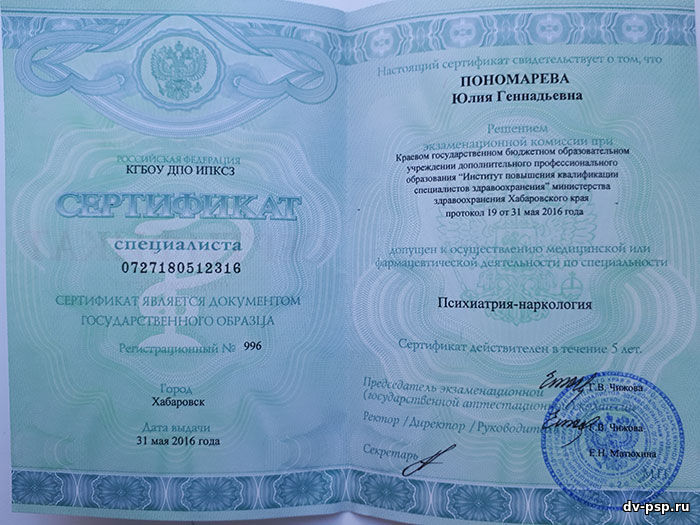 РОССИЙСКАЯ ФЕДЕРАЦИЯ
КГБОУ ДПО ИПКСЗ
СЕРТИФИКАТ
специалиста
0727180512316
СЕРТИФИКАТ ЯВЛЯЕТСЯ ДОКУМЕНТОМ
ГОСУДАРСТВЕННОГО ОБРАЗЦА
Регистрационный № 996
Город
Хабаровск
Дата выдачи
31 мая 2016 года
Настоящий сертификат свидетельствует о том, что
ПОНОМАРЕВА
Юлия Геннадьевна
Решением
экзаменационной комиссии при
Краевом государственном бюджетном образовательном
учреждении дополнительного профессионального
образования "Институт повышения квалификации
специалистов здравоохранения" министерства
здравоохранения Хабаровского края
протокол 19 от 31 мая 2016 года
допущен к осуществлению медицинской или
фармацевтической деятельности по специальности
Психиатрия-наркология
Сертификат действителен в течение 5 лет.
Председатель экзаменационной
(государственной аттестационной) Г.В. Чижова
Ректор / Директор / Руководитель Г.В. Чижова
Секретарь Е.Н. Матюхина
М.П.
dv-psp.ru